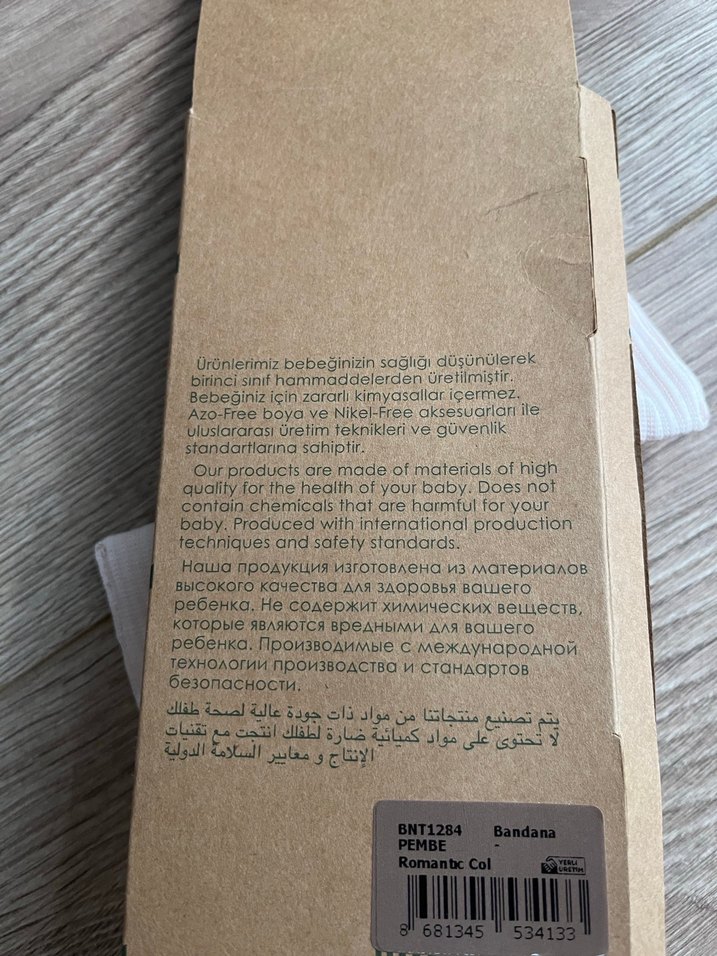 Ürünlerimiz bebeğinizin sağlığı düşünülerek
birinci sınıf hammaddelerden üretilmiştir.
Bebeğiniz için zararlı kimyasallar içermez.
Azo-Free boya ve Nikel-Free aksesuarları ile
uluslararası üretim teknikleri ve güvenlik
standartlarına sahiptir.
Our products are made of materials of high
quality for the health of your baby. Does not
contain chemicals that are harmful for your
baby. Produced with international production
techniques and safety standards.
Наша продукция изготовлена из материалов
высокого качества для здоровья вашего
ребенка. Не содержит химических веществ,
которые являются вредными для вашего
ребенка. Производимые с международной
технологии производства и стандартов
безопасности.
يتم تصنيع منتجاتنا من مواد ذات جودة عالية لصحة طفلك
لا تحتوى على مواد كميائية ضارة لطفلك انتجت مع تقنيات
الإنتاج و معايير السلامة الدولية
BNT1284 Bandana
PEMBE -
Romantıc Col
YERLİ
ÜRETİM
8 681345 534133